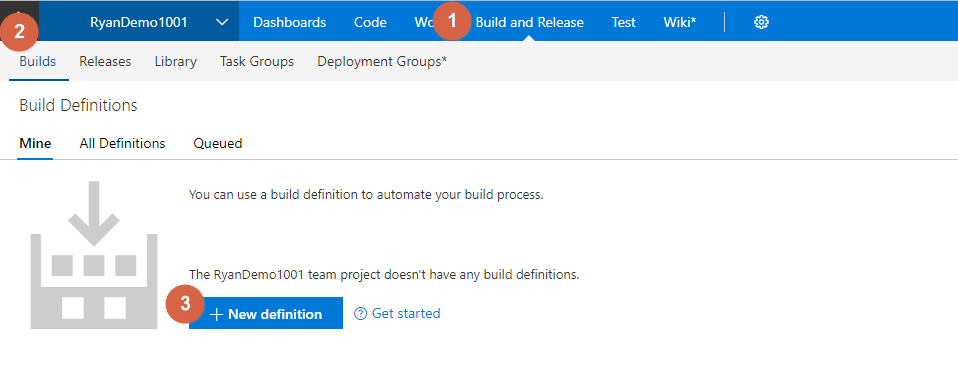 RyanDemo1001 Dashboards Code Wo 1 Build and Release Test Wiki*
2
Builds Releases Library Task Groups Deployment Groups*
Build Definitions
Mine All Definitions Queued
You can use a build definition to automate your build process.
The RyanDemo1001 team project doesn't have any build definitions.
3 + New definition ? Get started